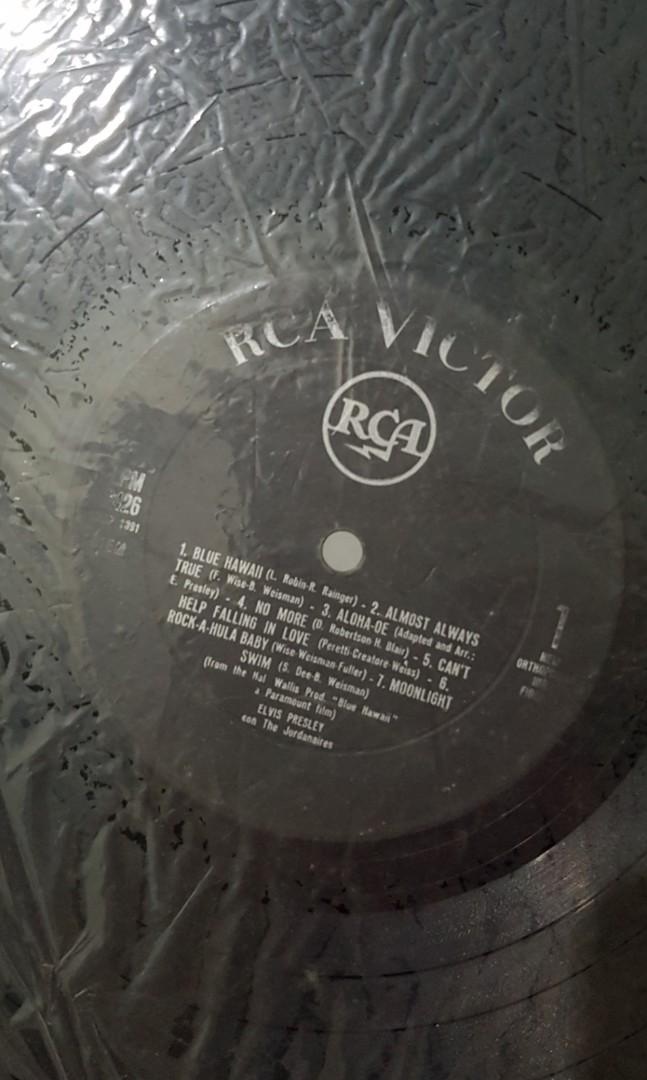 RCA VICTOR
RCA
PM
26
1. BLUE HAWAII (L. Robin-R. Rainger) - 2. ALMOST ALWAYS
TRUE (F. Wise-B. Weisman) - 3. ALOHA-OE (Adapted and Arr.:
E. Presley) - 4. NO MORE (D. Robertson-H. Blair) - 5. CAN'T
HELP FALLING IN LOVE (Peretti-Creatore-Weiss) - 6.
ROCK-A-HULA BABY (Wise-Weisman-Fuller) - 7. MOONLIGHT
SWIM (S. Dee-B. Weisman)
(from the Hal Wallis Prod. "Blue Hawaii"
a Paramount film)
ELVIS PRESLEY
con The Jordanaires
1